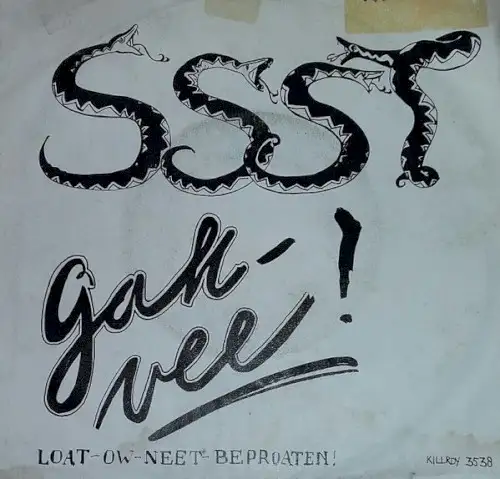 SSST
gah-
vee!
LOAT-OW-NEET-BEPROATEN!
KILLROY 3538